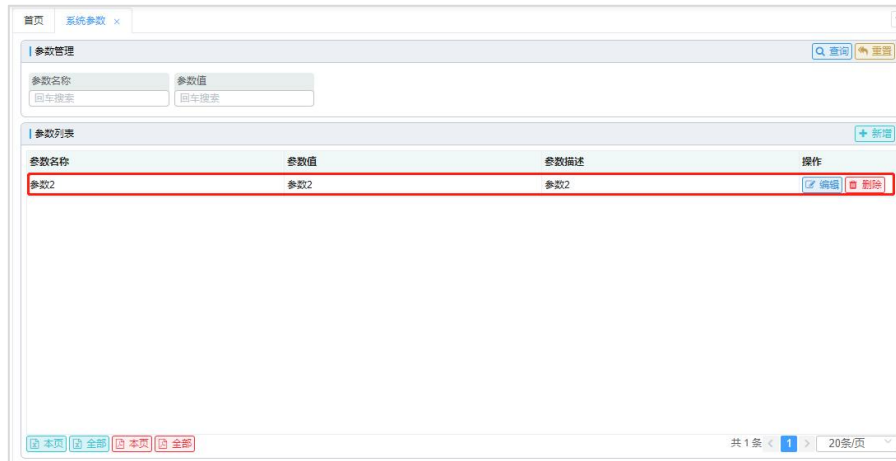 首页 系统参数 ×
参数管理 查询 重置
参数名称 参数值
回车搜索 回车搜索
参数列表 + 新增
参数名称 参数值 参数描述 操作
参数2 参数2 参数2 编辑 删除
本页 全部 本页 全部 共 1 条 < 1 > 20条/页